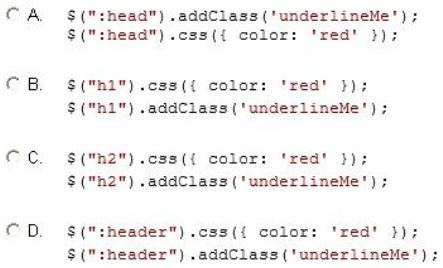 A. $(":head").addClass('underlineMe');
$(":head").css({ color: 'red' });
B. $("h1").css({ color: 'red' });
$("h1").addClass('underlineMe');
C. $("h2").css({ color: 'red' });
$("h2").addClass('underlineMe');
D. $(":header").css({ color: 'red' });
$(":header").addClass('underlineMe');